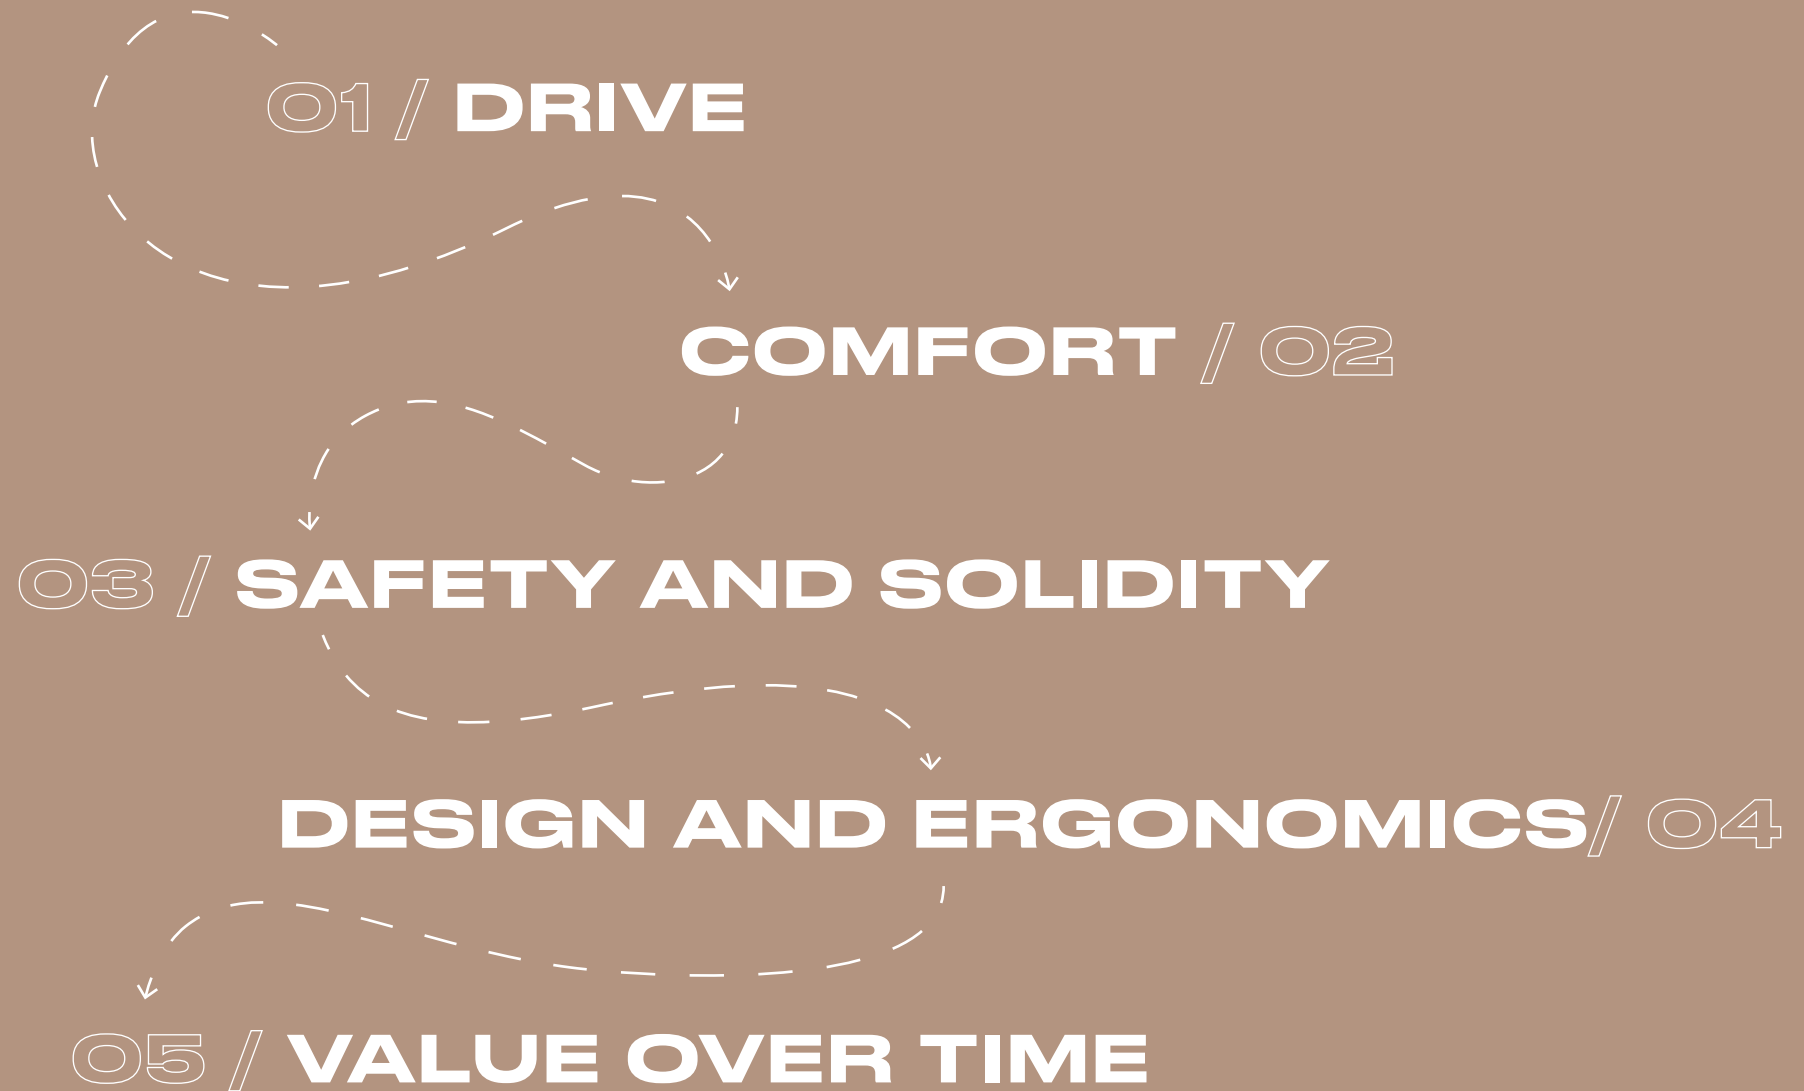 01 / DRIVE
COMFORT / 02
03 / SAFETY AND SOLIDITY
DESIGN AND ERGONOMICS/ 04
05 / VALUE OVER TIME